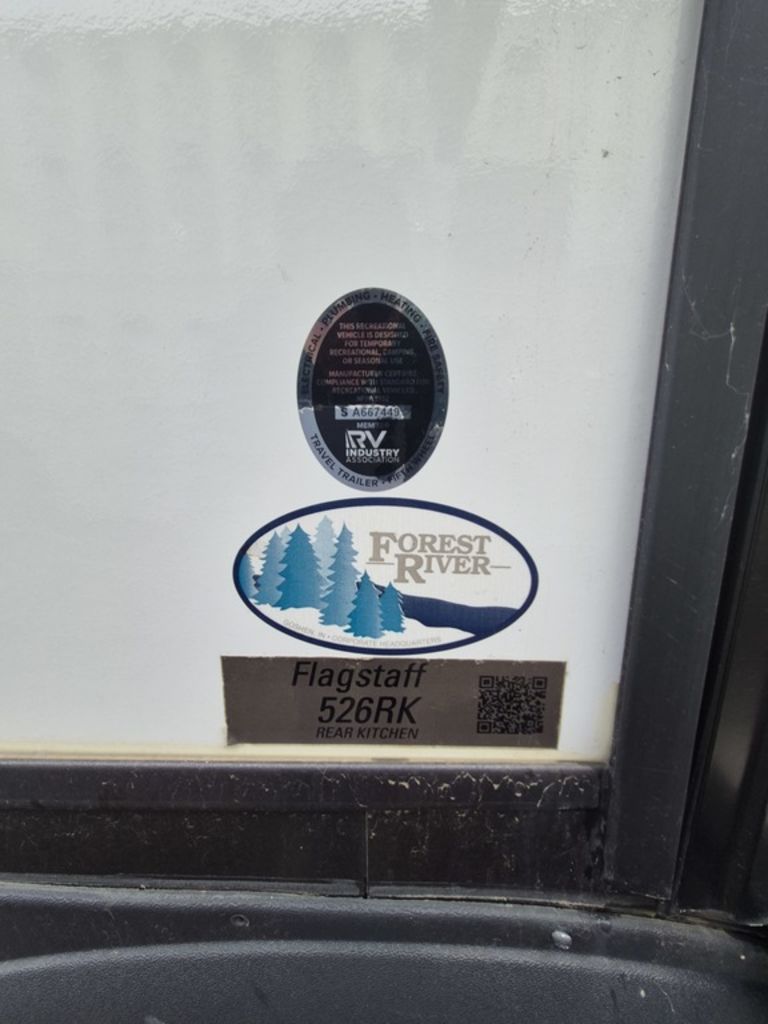 ELECTRICAL - PLUMBING - HEATING - FIRE SAFETY
THIS RECREATIONAL
VEHICLE IS DESIGNED
FOR TEMPORARY
RECREATIONAL, CAMPING,
OR SEASONAL USE
MANUFACTURER CERTIFIES
COMPLIANCE WITH STANDARD FOR
RECREATIONAL VEHICLES,
S A667449
MEMBER
RV
INDUSTRY
ASSOCIATION
TRAVEL TRAILER - FIFTH WHEELS
FOREST
RIVER
GOSHEN, IN • CORPORATE HEADQUARTERS
Flagstaff
526RK
REAR KITCHEN